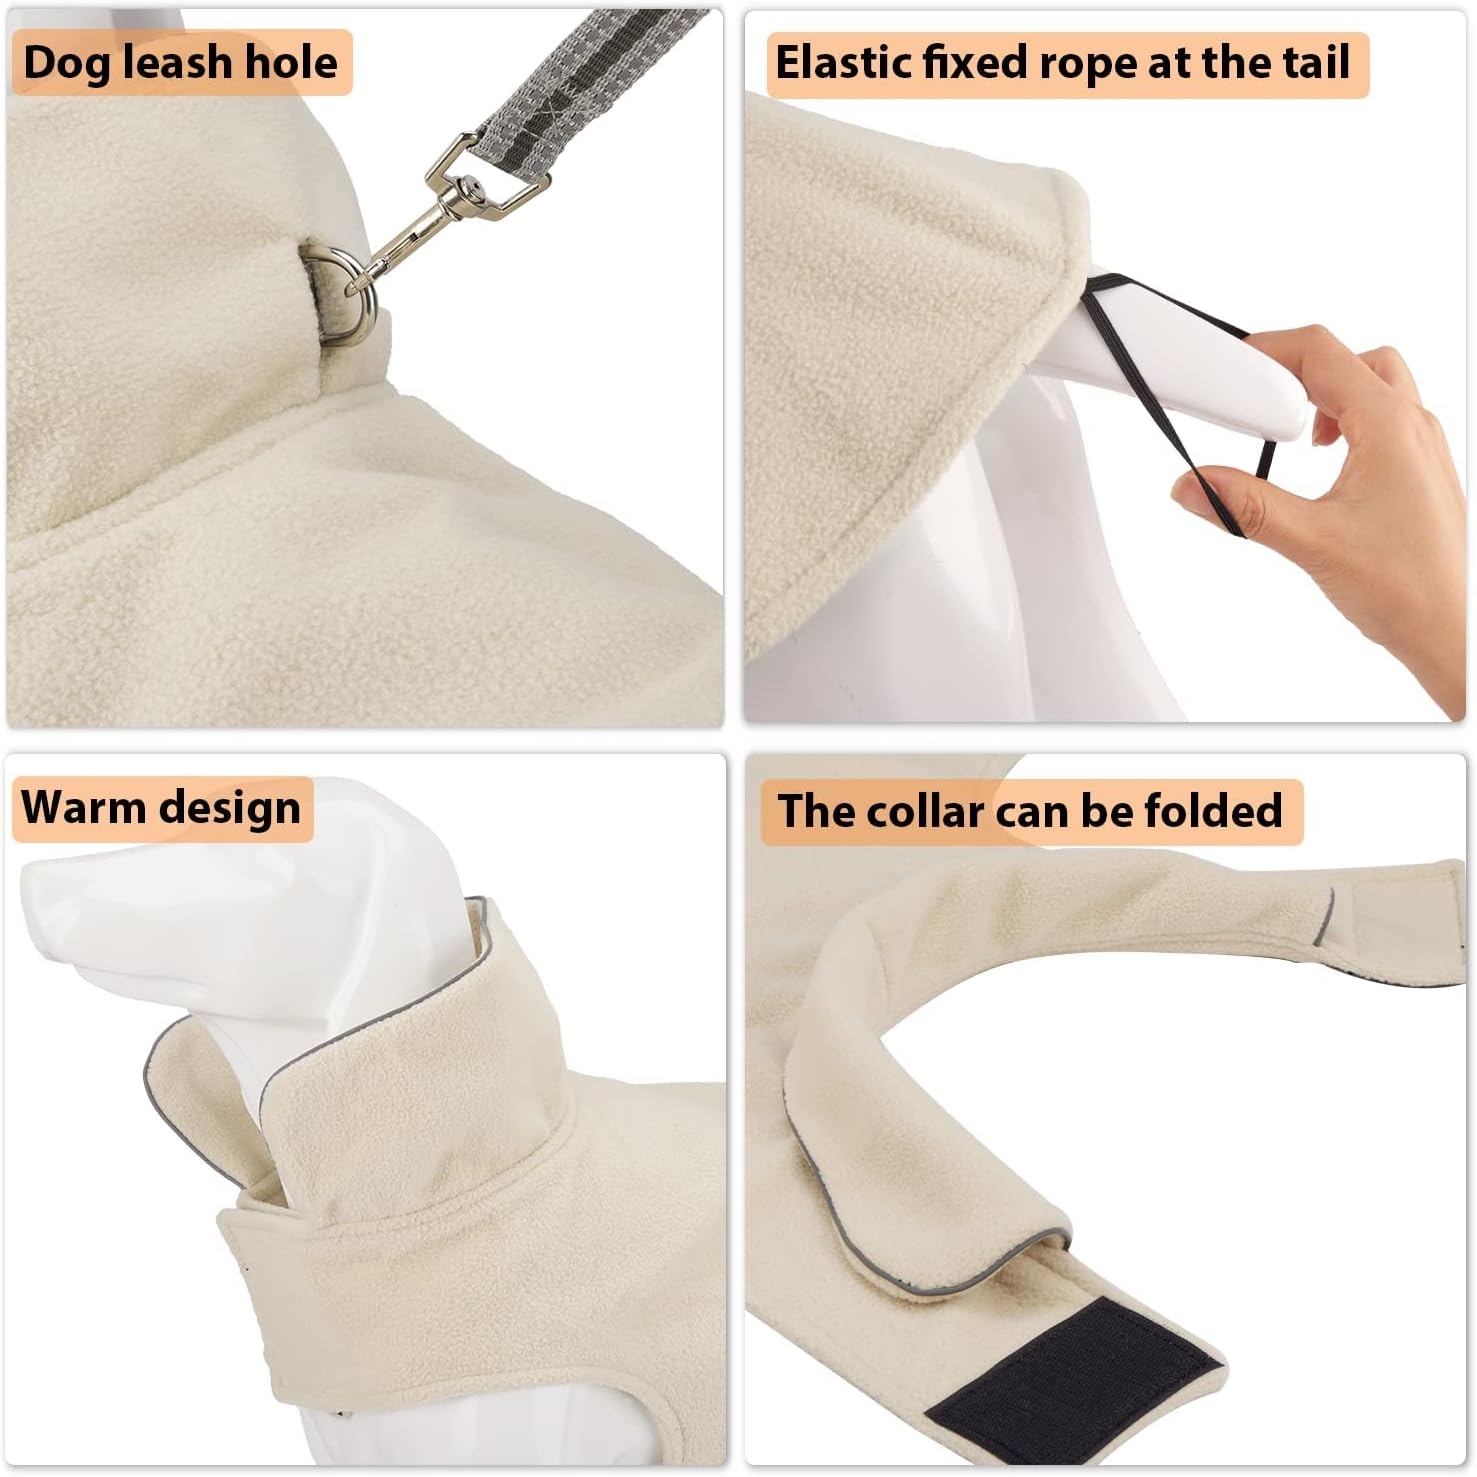 Dog leash hole
Elastic fixed rope at the tail
Warm design
The collar can be folded